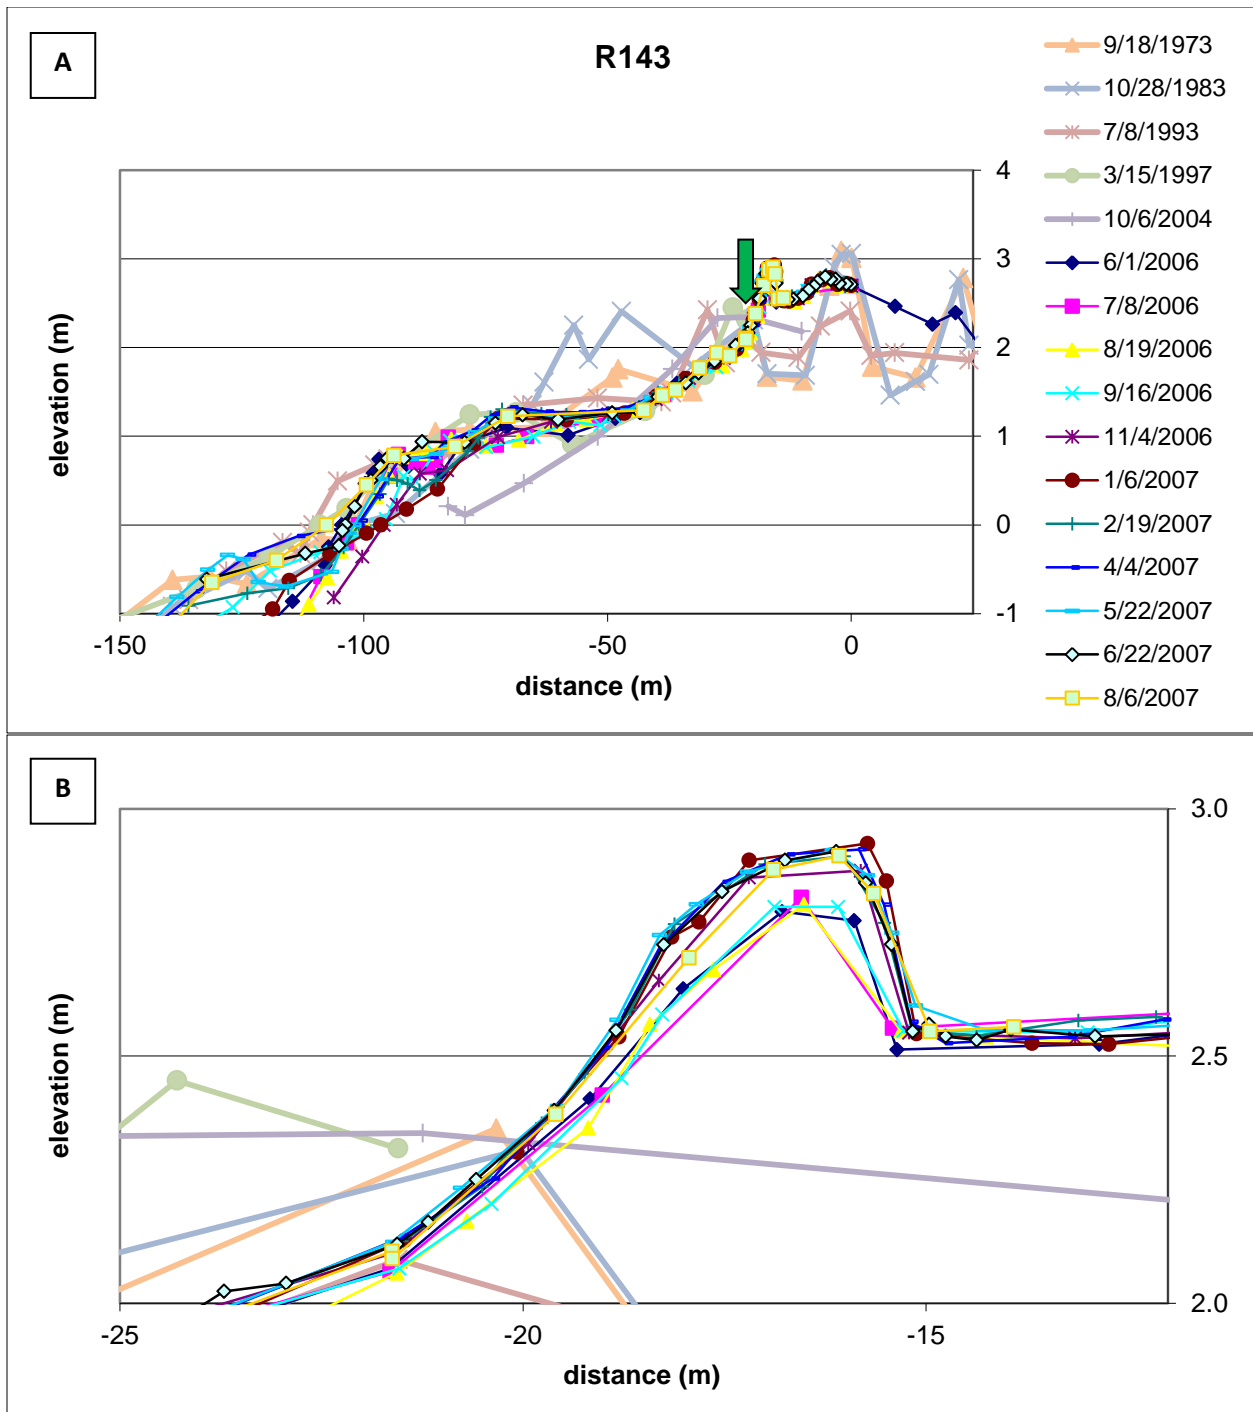 A
R143
9/18/1973
10/28/1983
7/8/1993
3/15/1997
10/6/2004
6/1/2006
7/8/2006
8/19/2006
9/16/2006
11/4/2006
1/6/2007
2/19/2007
4/4/2007
5/22/2007
6/22/2007
8/6/2007
4
3
2
1
0
-1
elevation (m)
-150 -100 -50 0
distance (m)
B
3.0
2.5
2.0
elevation (m)
-25 -20 -15
distance (m)